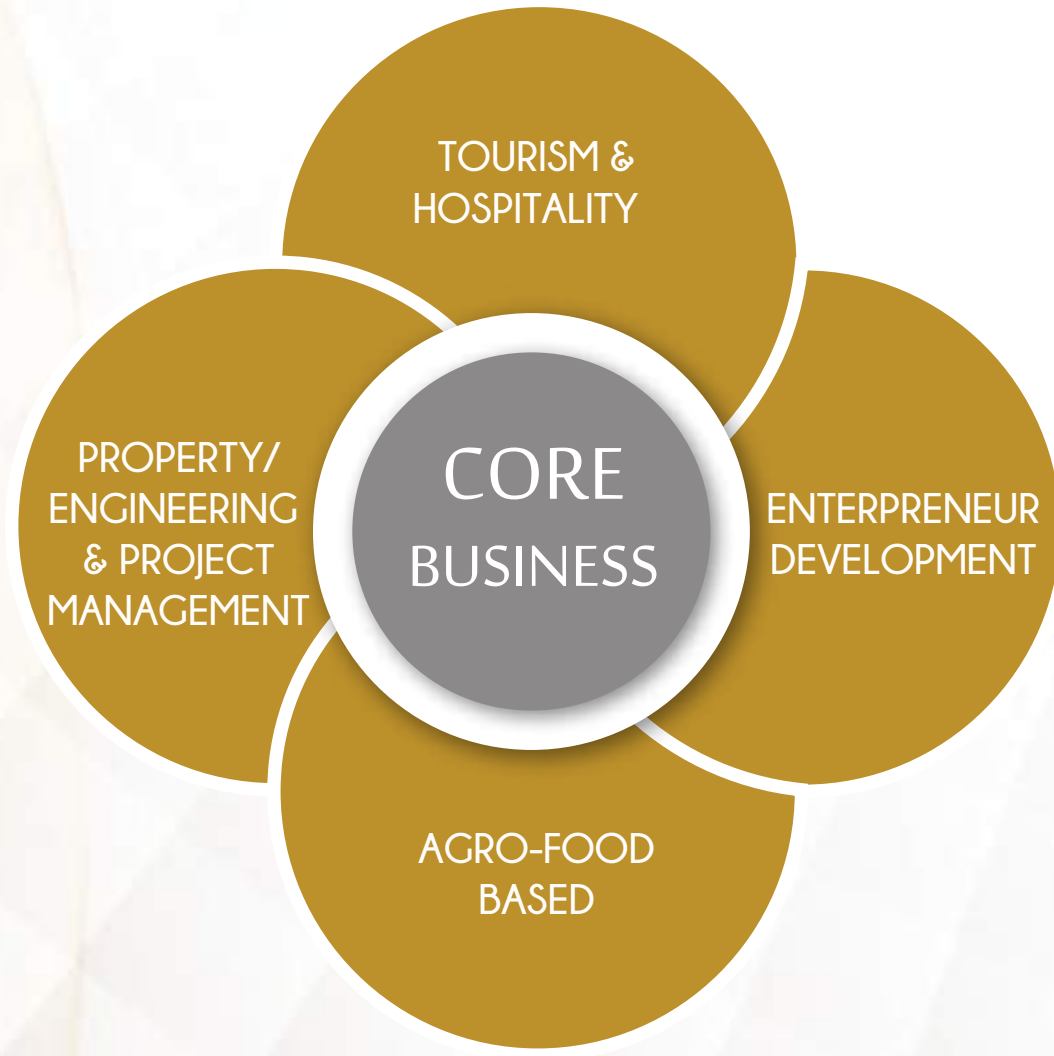 TOURISM &
HOSPITALITY
PROPERTY/
ENGINEERING
& PROJECT
MANAGEMENT
CORE
BUSINESS
ENTERPRENEUR
DEVELOPMENT
AGRO-FOOD
BASED